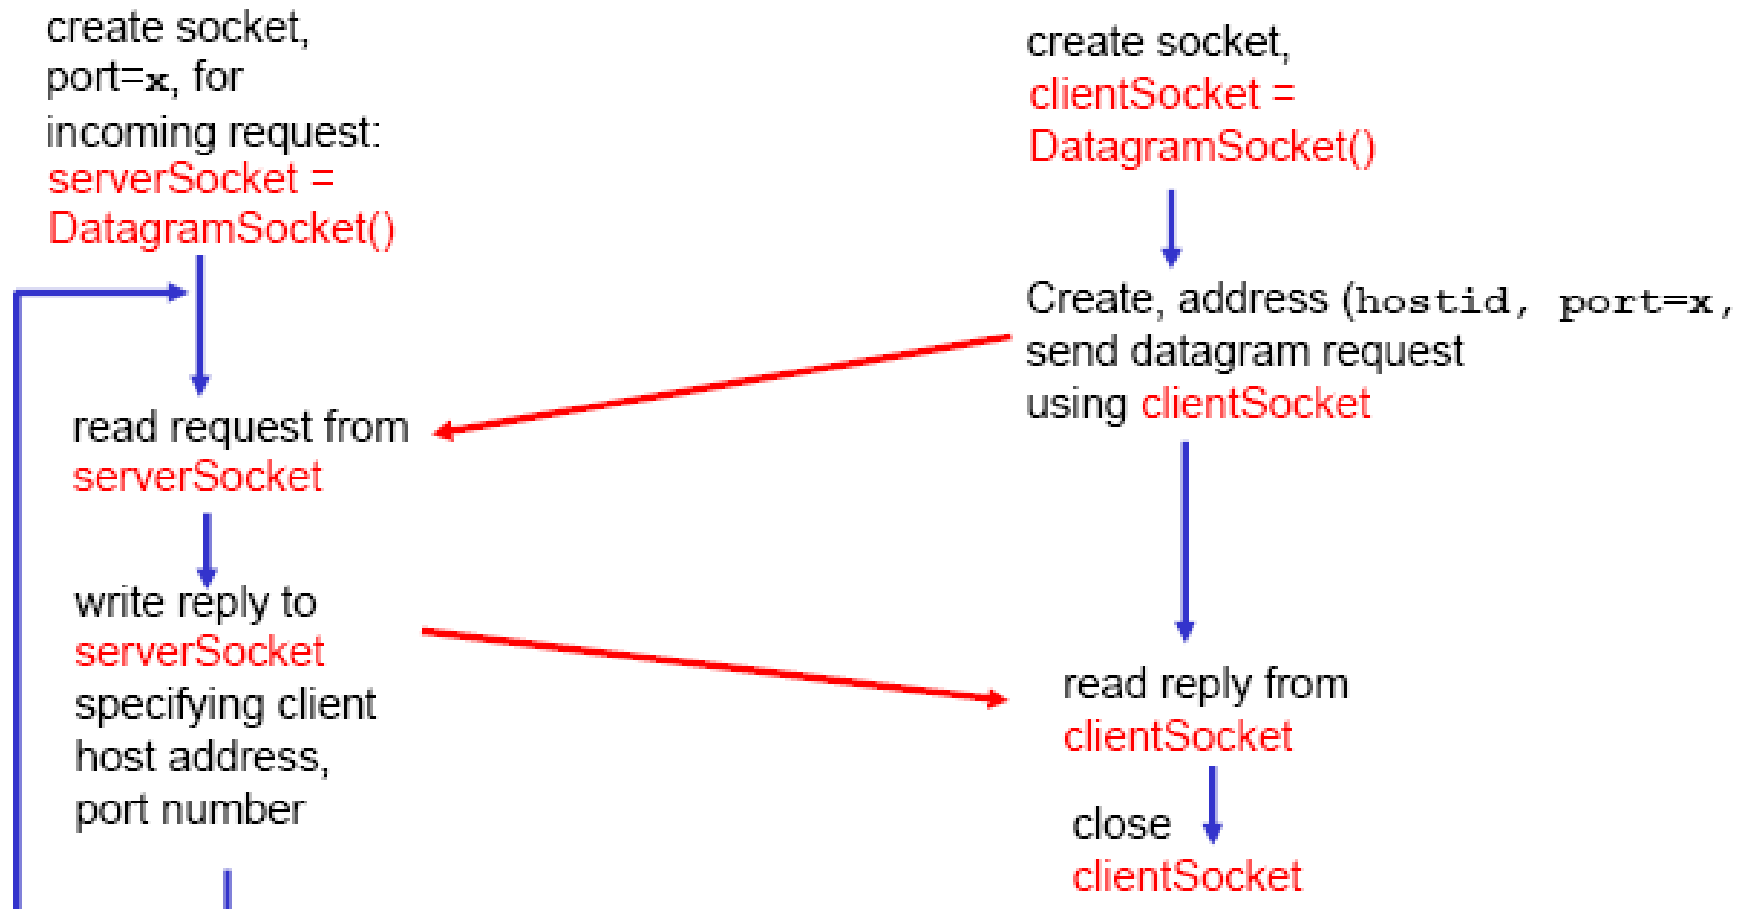 create socket,
port=x, for
incoming request:
serverSocket =
DatagramSocket()
read request from
serverSocket
write reply to
serverSocket
specifying client
host address,
port number
create socket,
clientSocket =
DatagramSocket()
Create, address (hostid, port=x,
send datagram request
using clientSocket
read reply from
clientSocket
close
clientSocket